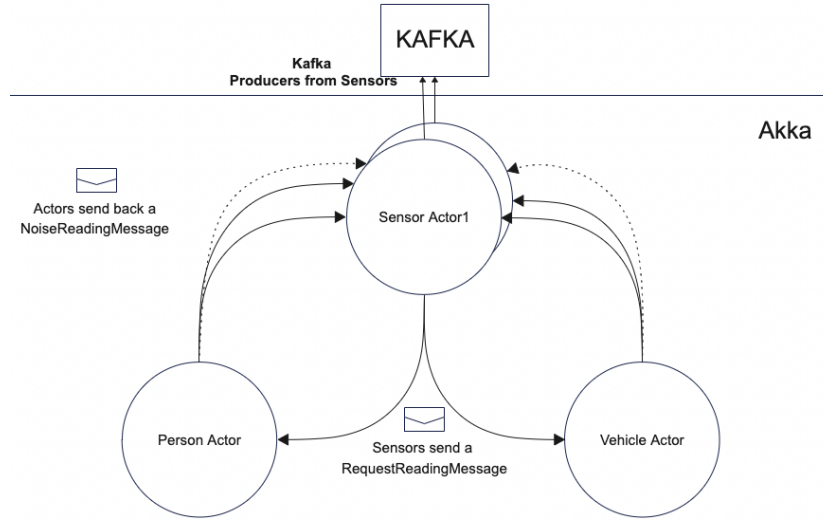 KAFKA
Kafka
Producers from Sensors
Akka
Actors send back a
NoiseReadingMessage
Sensor Actor1
Person Actor
Sensors send a
RequestReadingMessage
Vehicle Actor